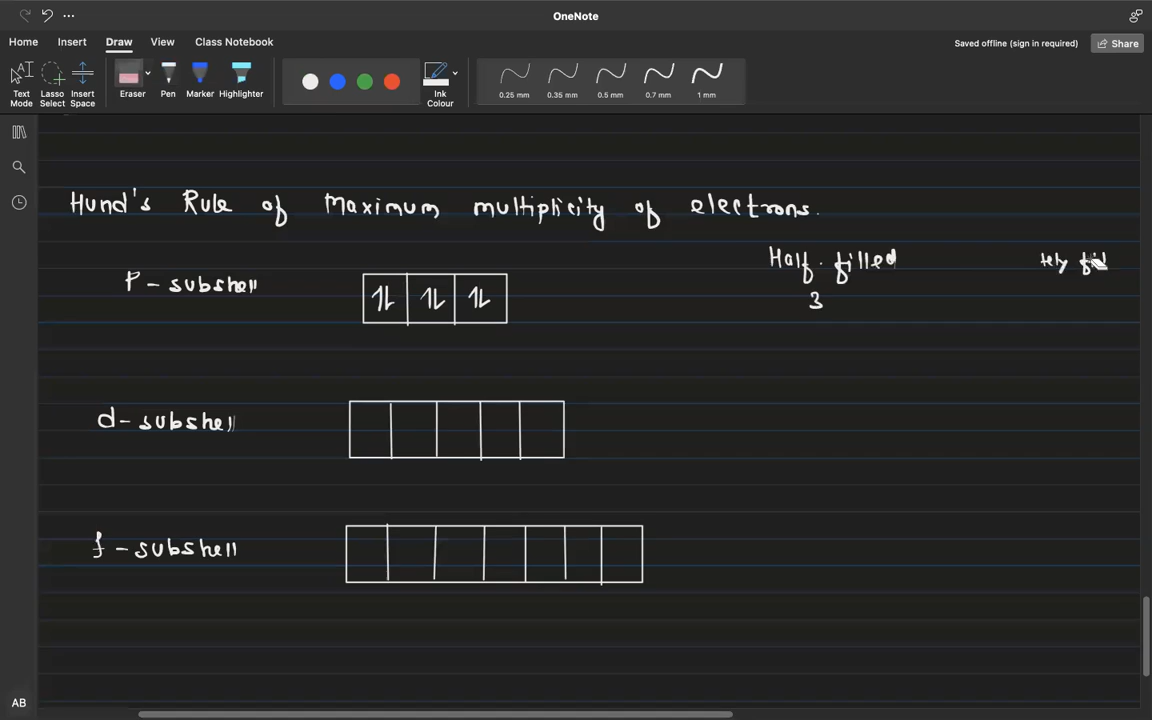 OneNote
Home Insert Draw View Class Notebook
Saved offline (sign in required) Share
Text Mode Lasso Select Insert Space Eraser Pen Marker Highlighter Ink Colour 0.25 mm 0.35 mm 0.5 mm 0.7 mm 1 mm
Hund's Rule of Maximum multiplicity of electrons.
Half. filled tely fil
P - subshell ⥮ ⥮ ⥮
3
d - subshell
f - subshell
AB